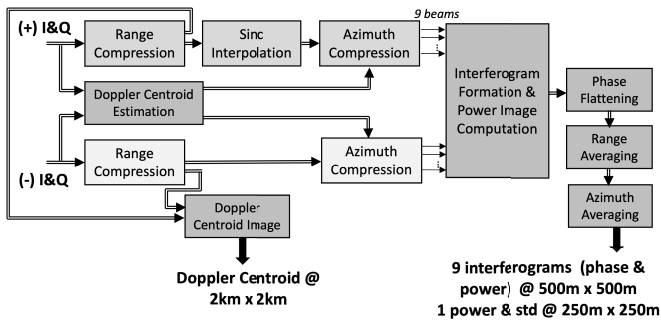 9 beams
(+) I&Q
Range
Compression
Sinc
Interpolation
Azimuth
Compression
Interferogram
Formation &
Power Image
Computation
Phase
Flattening
Doppler Centroid
Estimation
Range
Averaging
Range
Compression
Azimuth
Compression
(-) I&Q
Azimuth
Averaging
Doppler
Centroid Image
Doppler Centroid @
2km x 2km
9 interferograms (phase &
power) @ 500m x 500m
1 power & std @ 250m x 250m